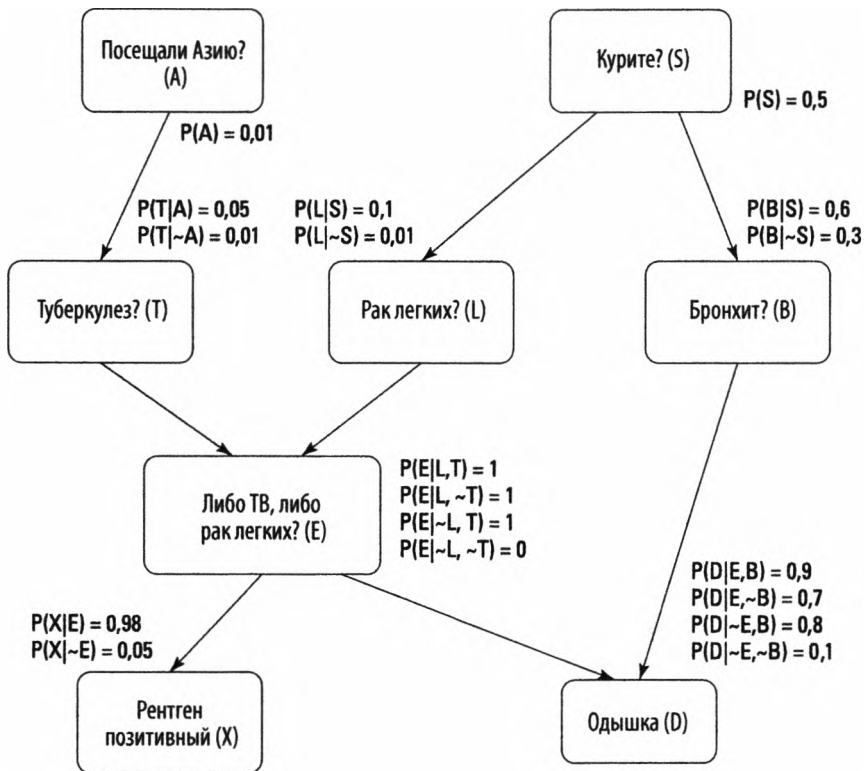 Посещали Азию?
(A)
Курите? (S)
P(A) = 0,01
P(S) = 0,5
P(T|A) = 0,05
P(T|~A) = 0,01
P(L|S) = 0,1
P(L|~S) = 0,01
P(B|S) = 0,6
P(B|~S) = 0,3
Туберкулез? (T)
Рак легких? (L)
Бронхит? (B)
Либо ТВ, либо
рак легких? (E)
P(E|L,T) = 1
P(E|L, ~T) = 1
P(E|~L, T) = 1
P(E|~L, ~T) = 0
P(X|E) = 0,98
P(X|~E) = 0,05
P(D|E,B) = 0,9
P(D|E,~B) = 0,7
P(D|~E,B) = 0,8
P(D|~E,~B) = 0,1
Рентген
позитивный (X)
Одышка (D)